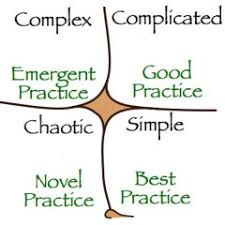 Complex
Complicated
Emergent
Practice
Good
Practice
Chaotic
Simple
Novel
Practice
Best
Practice